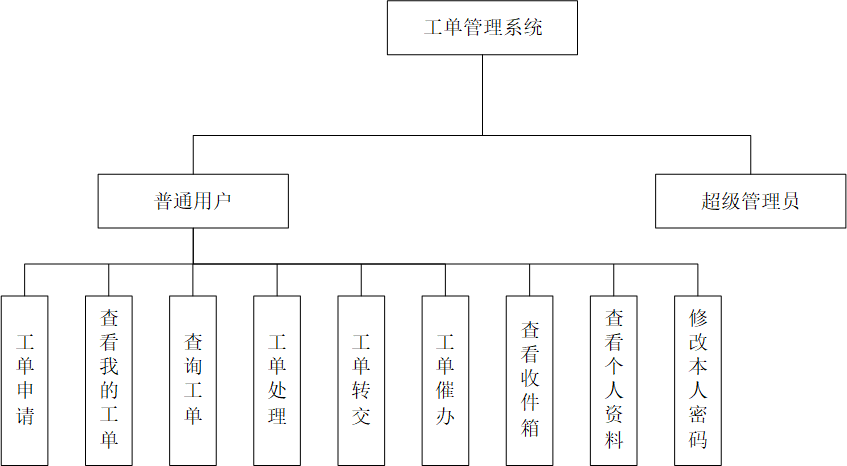 工单管理系统
普通用户
超级管理员
工单申请
查看我的工单
查询工单
工单处理
工单转交
工单催办
查看收件箱
查看个人资料
修改本人密码